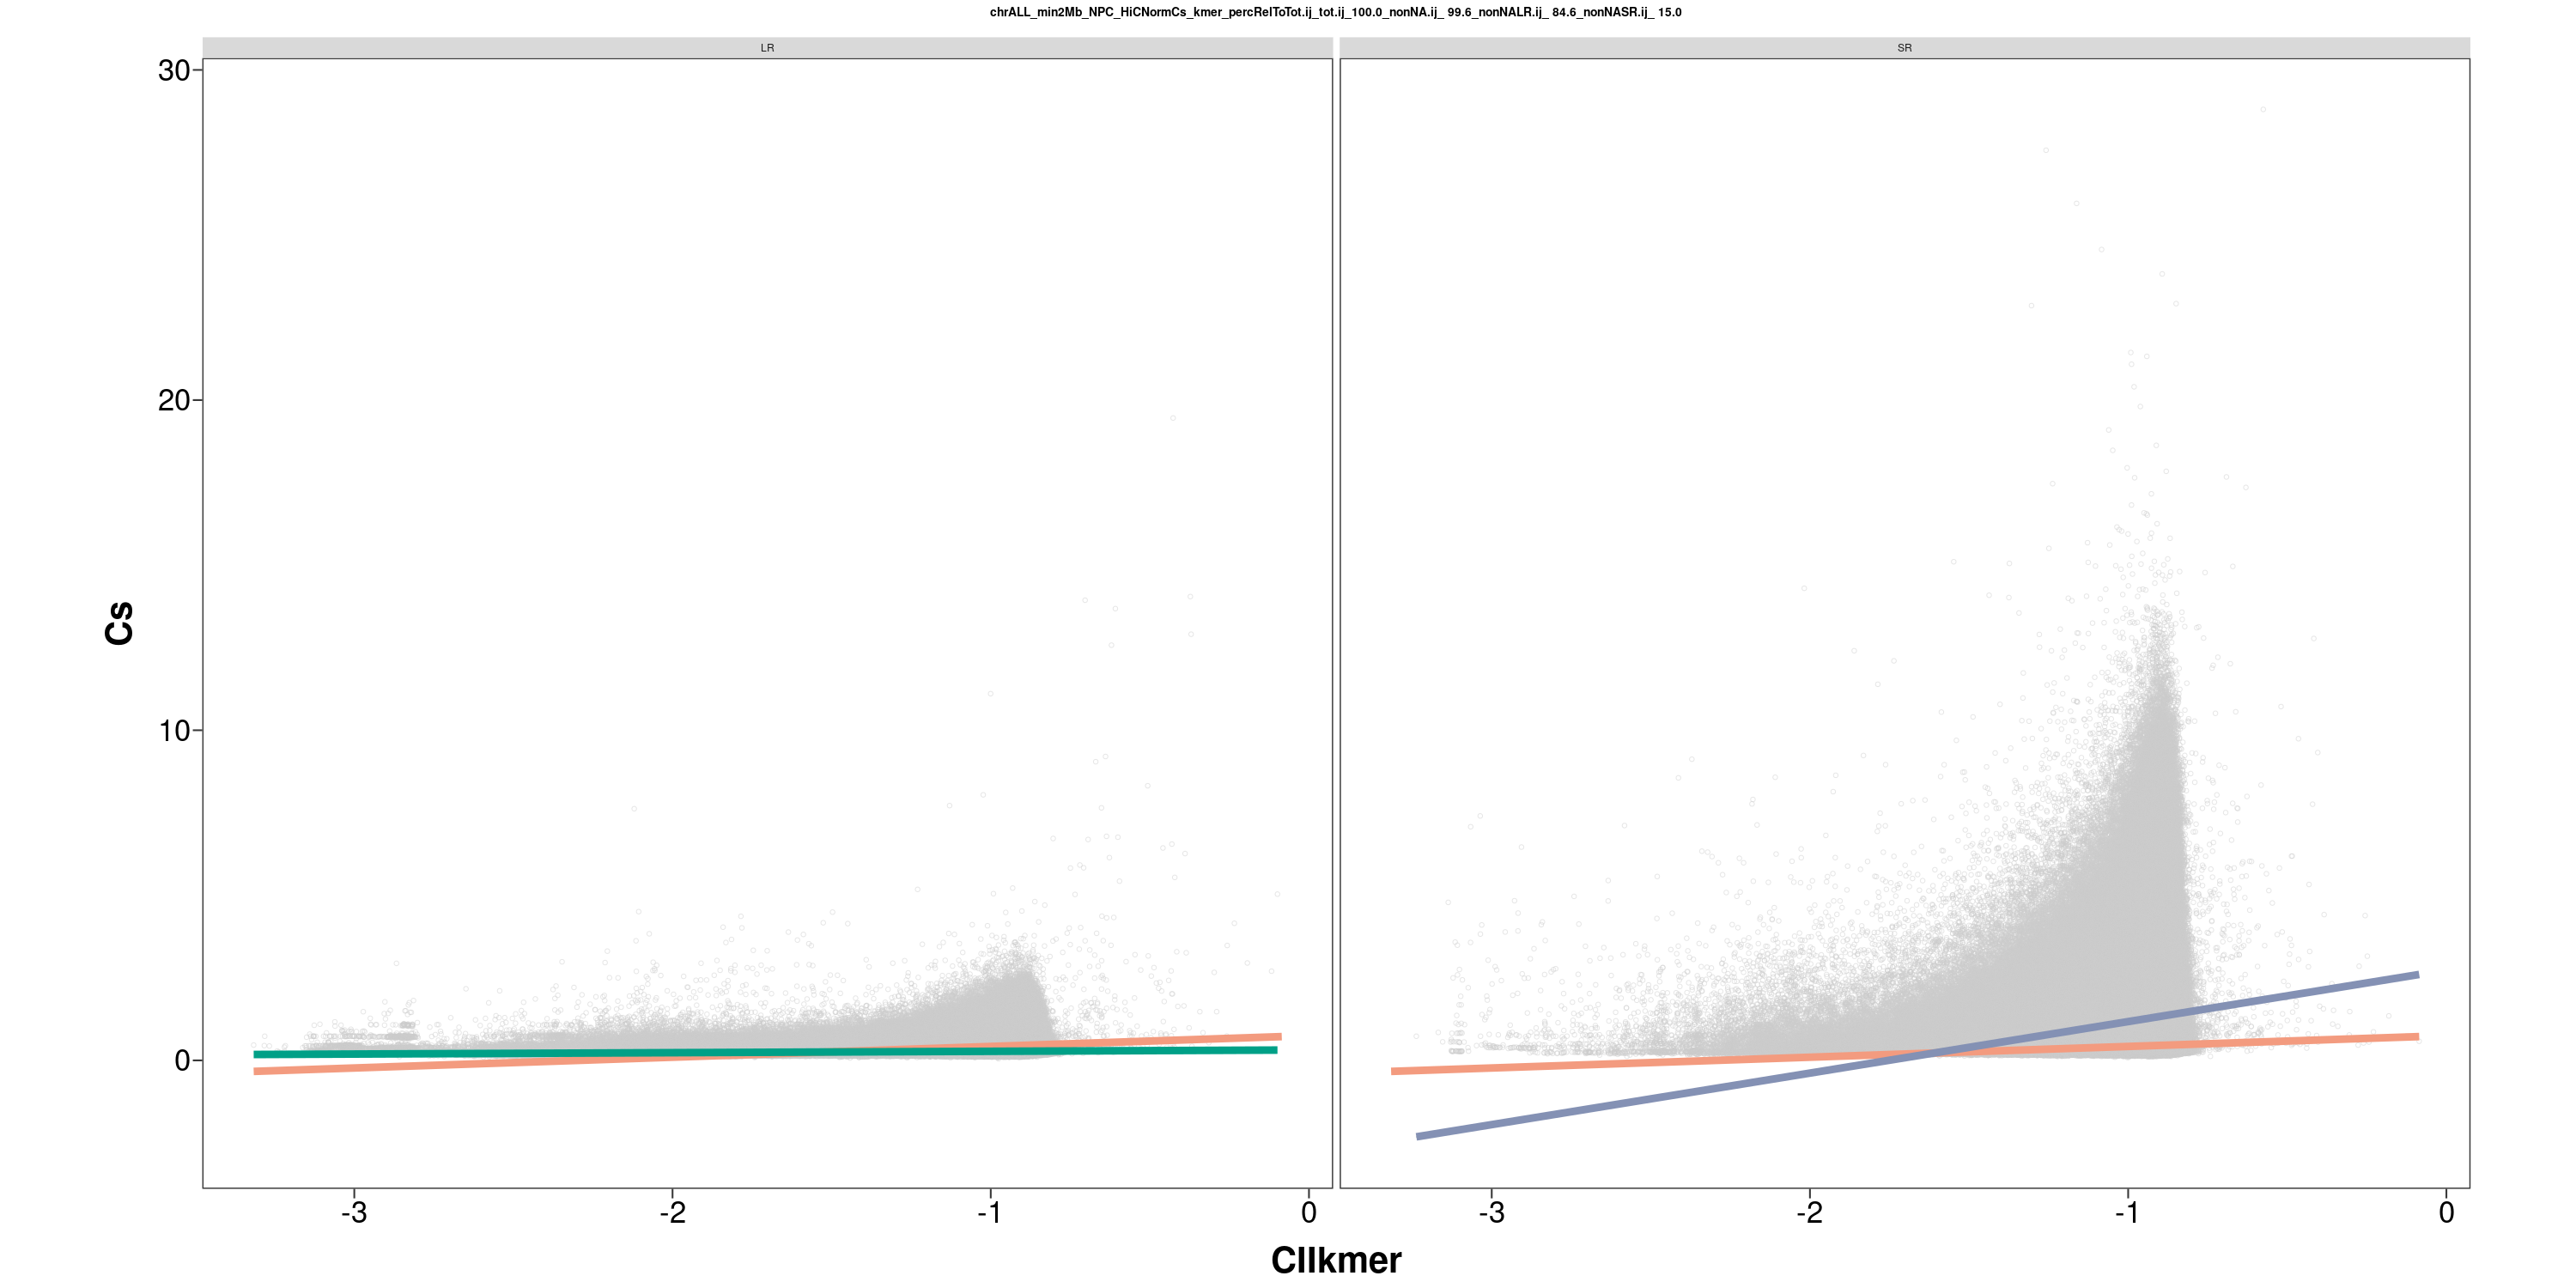 chrALL_min2Mb_NPC_HiCNormCs_kmer_percRelToTot.ij_tot.ij_100.0_nonNA.ij_ 99.6_nonNALR.ij_ 84.6_nonNASR.ij_ 15.0
LR SR
30
20
10
0
Cs
-3 -2 -1 0 -3 -2 -1 0
CIIkmer